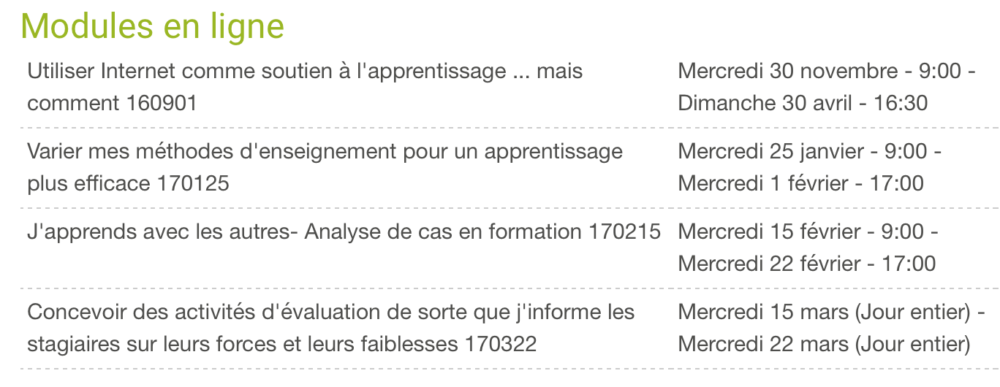 Modules en ligne
Utiliser Internet comme soutien à l'apprentissage ... mais
comment 160901
Mercredi 30 novembre - 9:00 -
Dimanche 30 avril - 16:30
Varier mes méthodes d'enseignement pour un apprentissage
plus efficace 170125
Mercredi 25 janvier - 9:00 -
Mercredi 1 février - 17:00
J'apprends avec les autres- Analyse de cas en formation 170215
Mercredi 15 février - 9:00 -
Mercredi 22 février - 17:00
Concevoir des activités d'évaluation de sorte que j'informe les
stagiaires sur leurs forces et leurs faiblesses 170322
Mercredi 15 mars (Jour entier) -
Mercredi 22 mars (Jour entier)